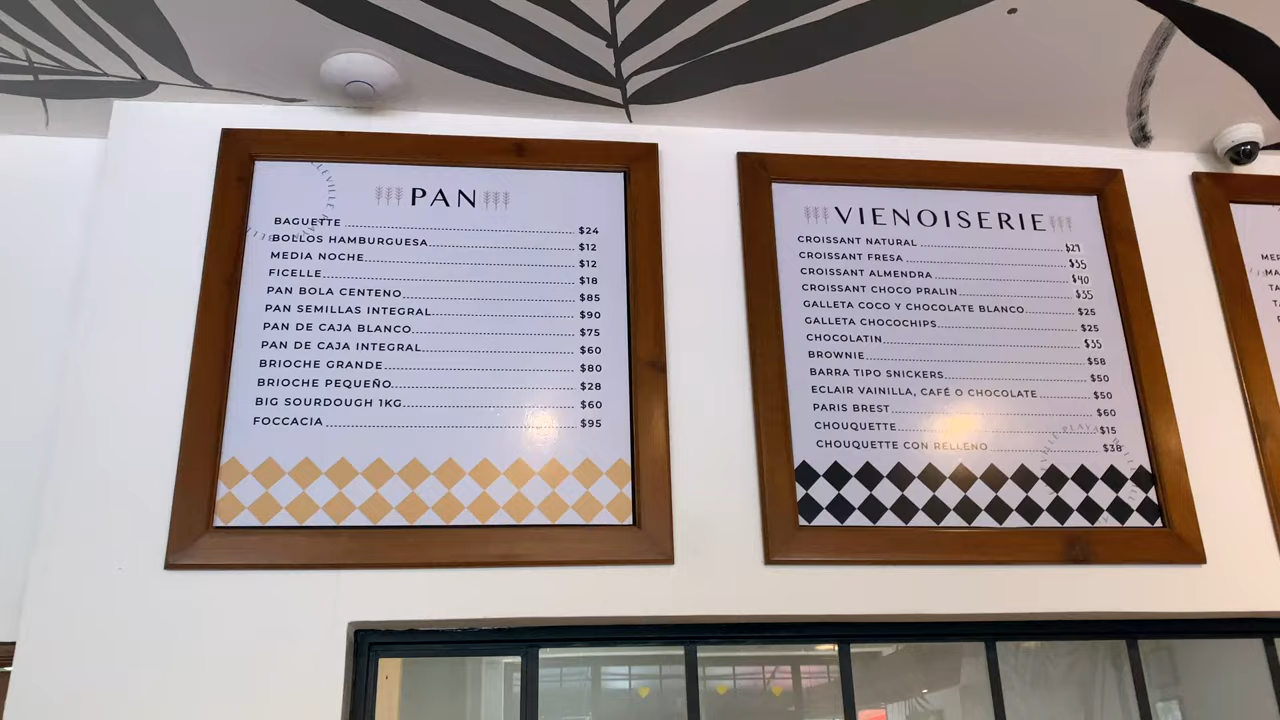 PAN
BAGUETTE $24
BOLLOS HAMBURGUESA $12
MEDIA NOCHE $12
FICELLE $18
PAN BOLA CENTENO $85
PAN SEMILLAS INTEGRAL $90
PAN DE CAJA BLANCO $75
PAN DE CAJA INTEGRAL $60
BRIOCHE GRANDE $80
BRIOCHE PEQUEÑO $28
BIG SOURDOUGH 1KG $60
FOCCACIA $95
VIENOISERIE
CROISSANT NATURAL
CROISSANT FRESA $35
CROISSANT ALMENDRA $40
CROISSANT CHOCO PRALIN $35
GALLETA COCO Y CHOCOLATE BLANCO $25
GALLETA CHOCOCHIPS $25
CHOCOLATIN $35
BROWNIE $58
BARRA TIPO SNICKERS $50
ECLAIR VAINILLA, CAFÉ O CHOCOLATE $50
PARIS BREST $60
CHOUQUETTE $15
CHOUQUETTE CON RELLENO $38